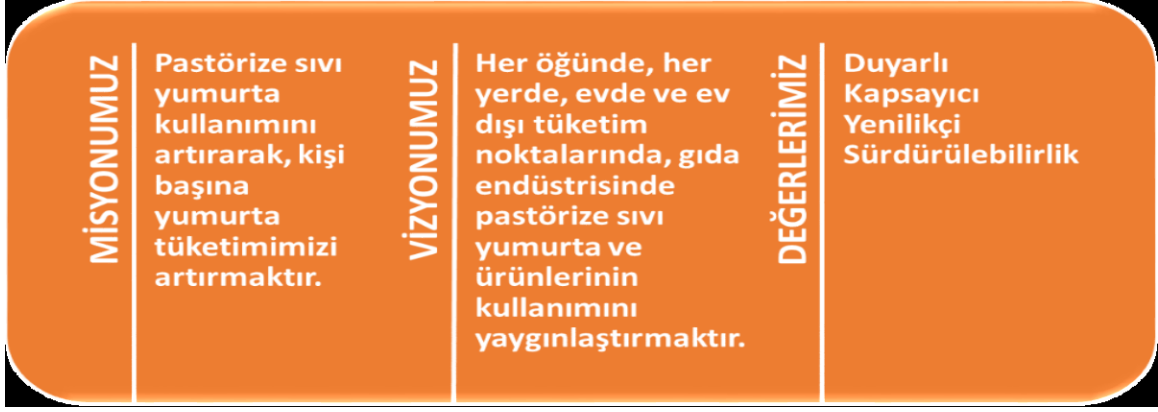 MİSYONUMUZ
Pastörize sıvı
yumurta
kullanımını
artırarak, kişi
başına
yumurta
tüketimimizi
artırmaktır.
VİZYONUMUZ
Her öğünde, her
yerde, evde ve ev
dışı tüketim
noktalarında, gıda
endüstrisinde
pastörize sıvı
yumurta ve
ürünlerinin
kullanımını
yaygınlaştırmaktır.
DEĞERLERİMİZ
Duyarlı
Kapsayıcı
Yenilikçi
Sürdürülebilirlik